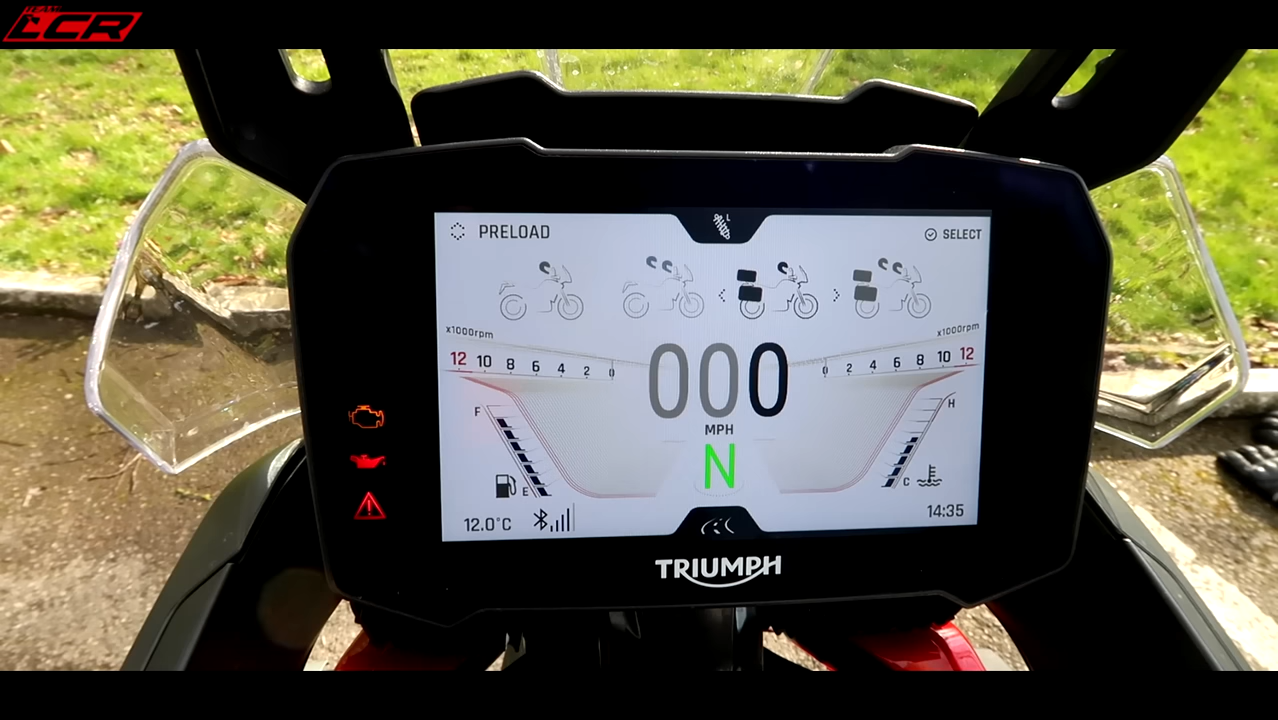 TEAM
LCR
L
PRELOAD
SELECT
x1000rpm
x1000rpm
12 10 8 6 4 2 0
000
0 2 4 6 8 10 12
MPH
F
H
N
E
C
12.0°C
14:35
TRIUMPH